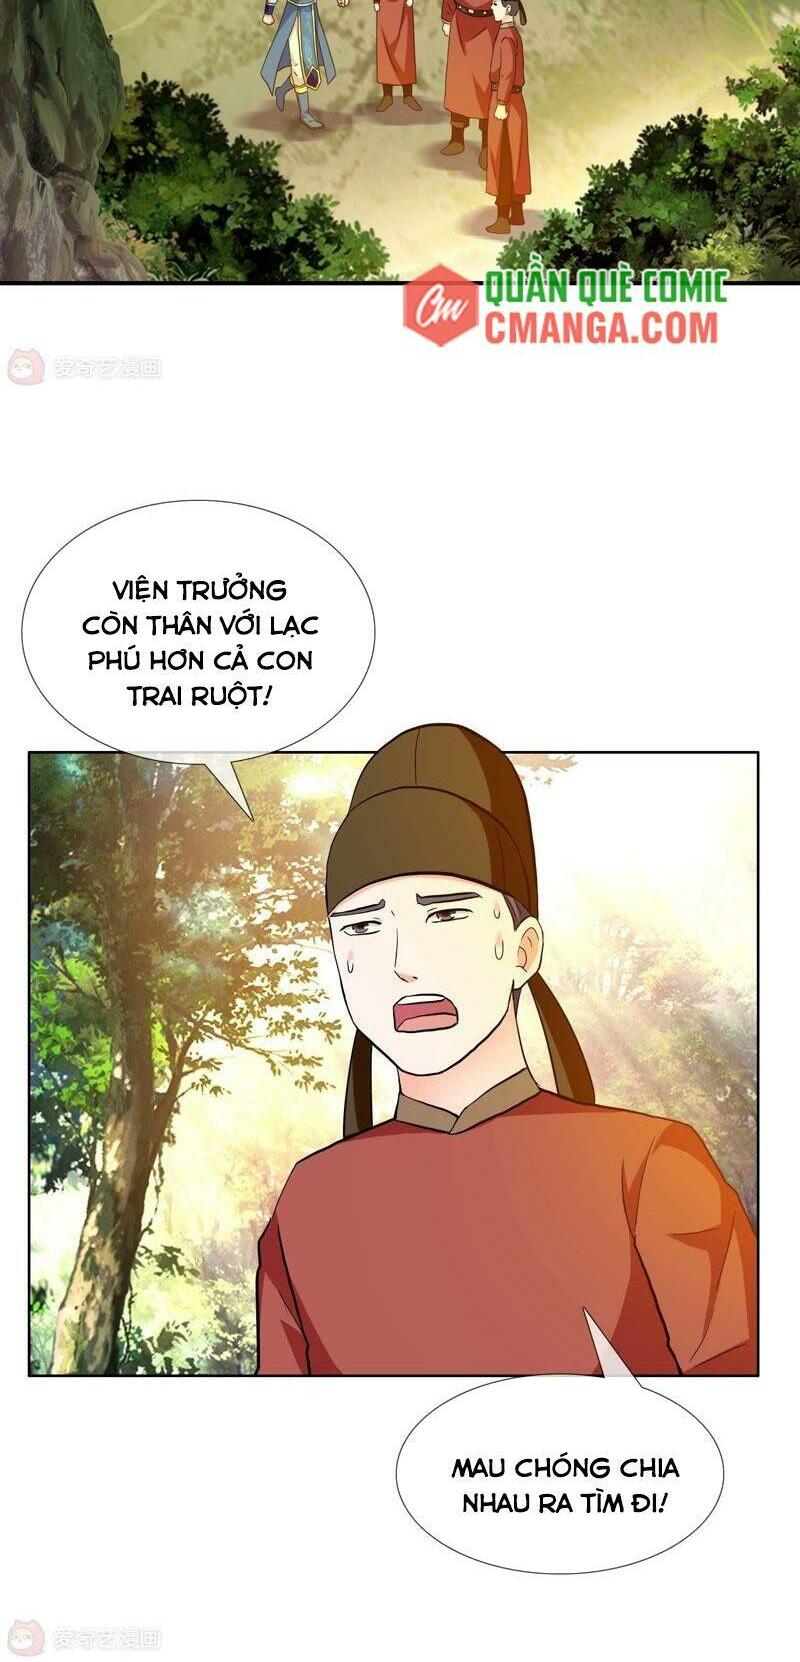 QUẦN QUÈ COMIC
Cm
CMANGA.COM
爱奇艺漫画
VIỆN TRƯỞNG
CÒN THÂN VỚI LẠC
PHÚ HƠN CẢ CON
TRAI RUỘT!
MAU CHÓNG CHIA
NHAU RA TÌM ĐI!
爱奇艺漫画